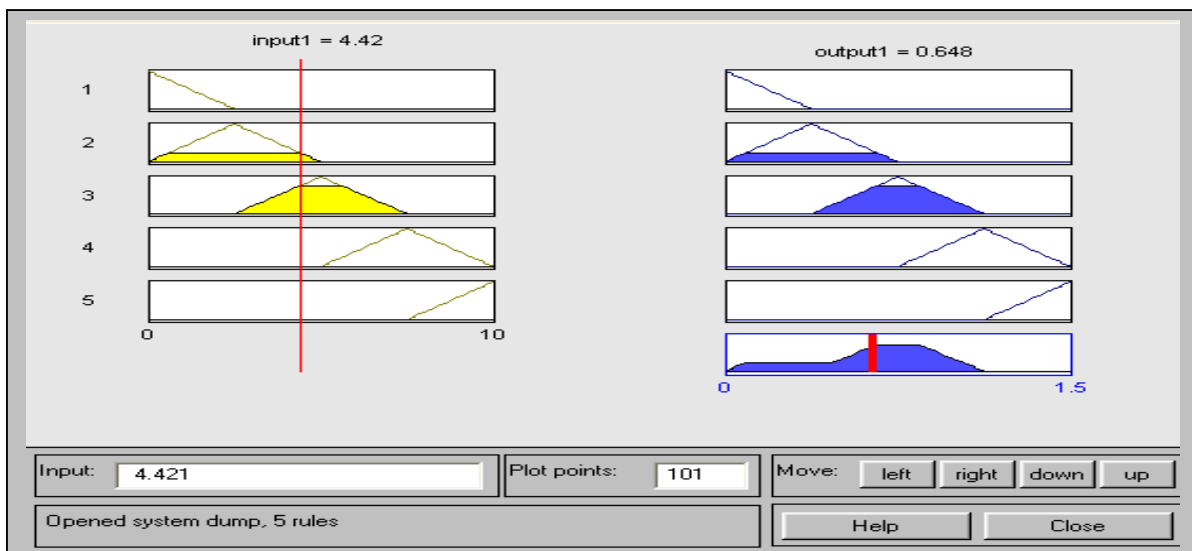 input1 = 4.42
output1 = 0.648
1
2
3
4
5
0
10
0
1.5
Input:
4.421
Plot points:
101
Move:
left
right
down
up
Opened system dump, 5 rules
Help
Close